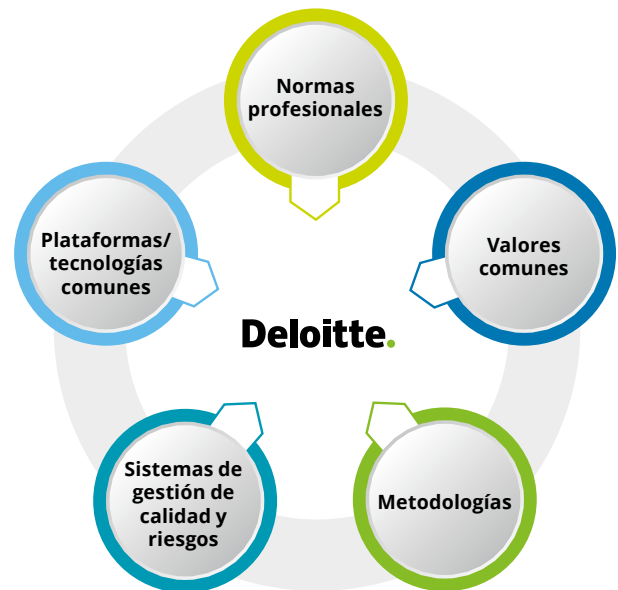 Normas
profesionales
Plataformas/
tecnologías
comunes
Valores
comunes
Deloitte.
Sistemas de
gestión de
calidad y
riesgos
Metodologías